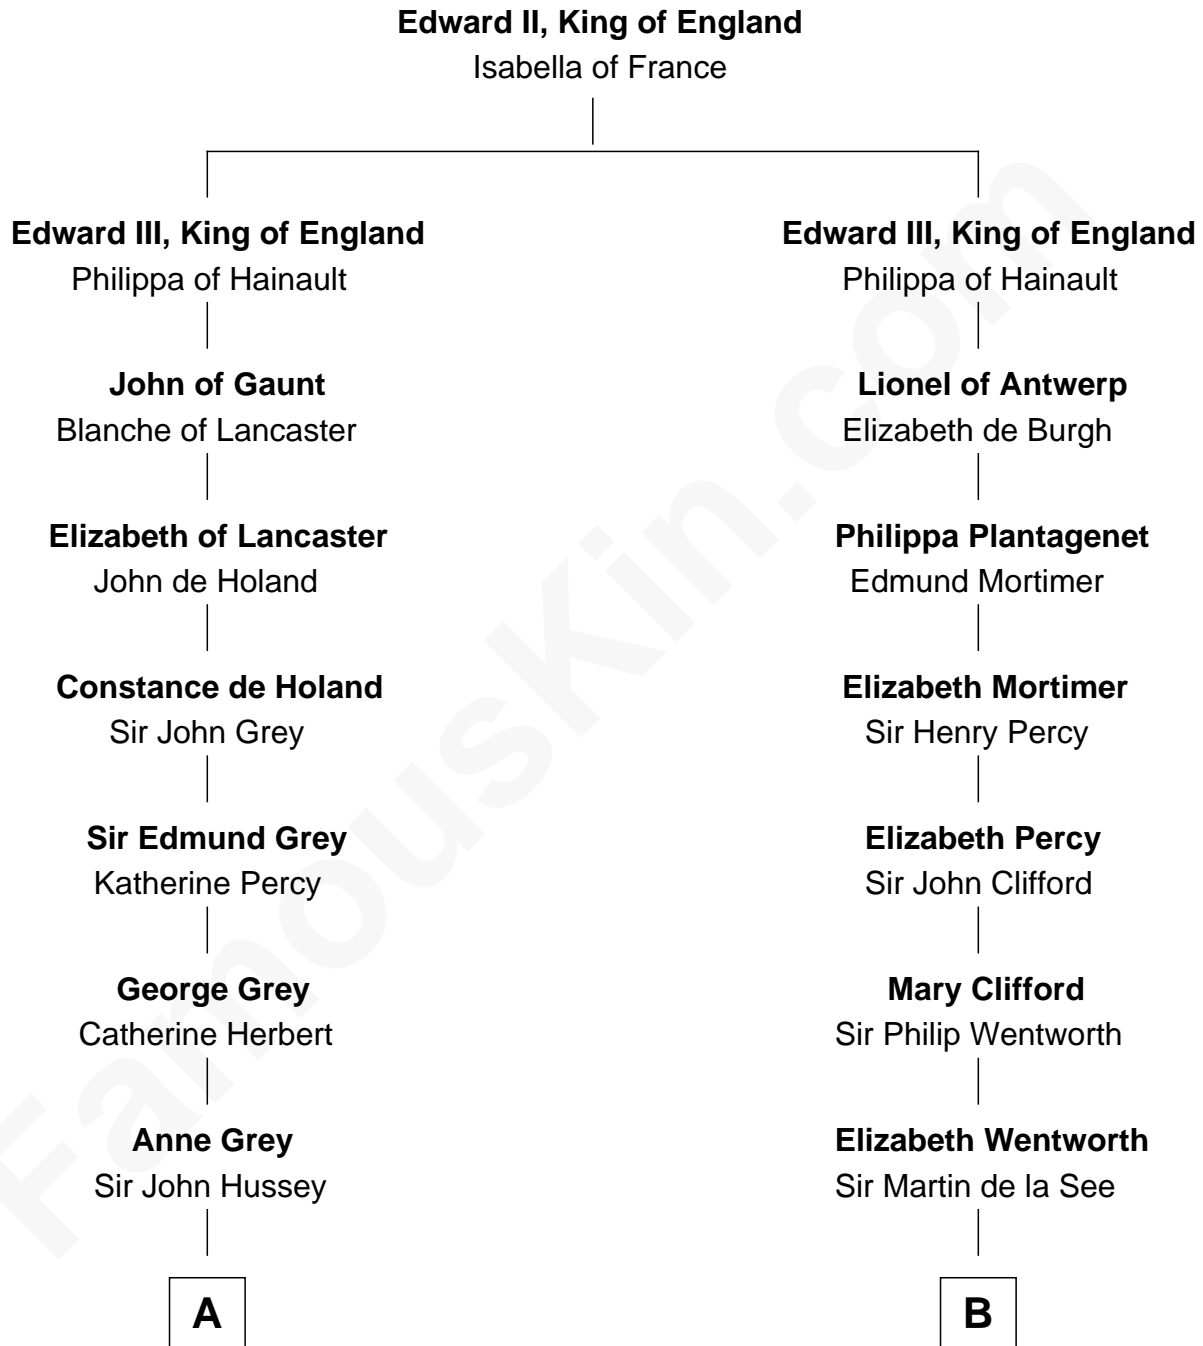 Edward II, King of England
Isabella of France
Edward III, King of England
Philippa of Hainault
John of Gaunt
Blanche of Lancaster
Elizabeth of Lancaster
John de Holand
Constance de Holand
Sir John Grey
Sir Edmund Grey
Katherine Percy
George Grey
Catherine Herbert
Anne Grey
Sir John Hussey
A
Edward III, King of England
Philippa of Hainault
Lionel of Antwerp
Elizabeth de Burgh
Philippa Plantagenet
Edmund Mortimer
Elizabeth Mortimer
Sir Henry Percy
Elizabeth Percy
Sir John Clifford
Mary Clifford
Sir Philip Wentworth
Elizabeth Wentworth
Sir Martin de la See
B
FamousKin.com